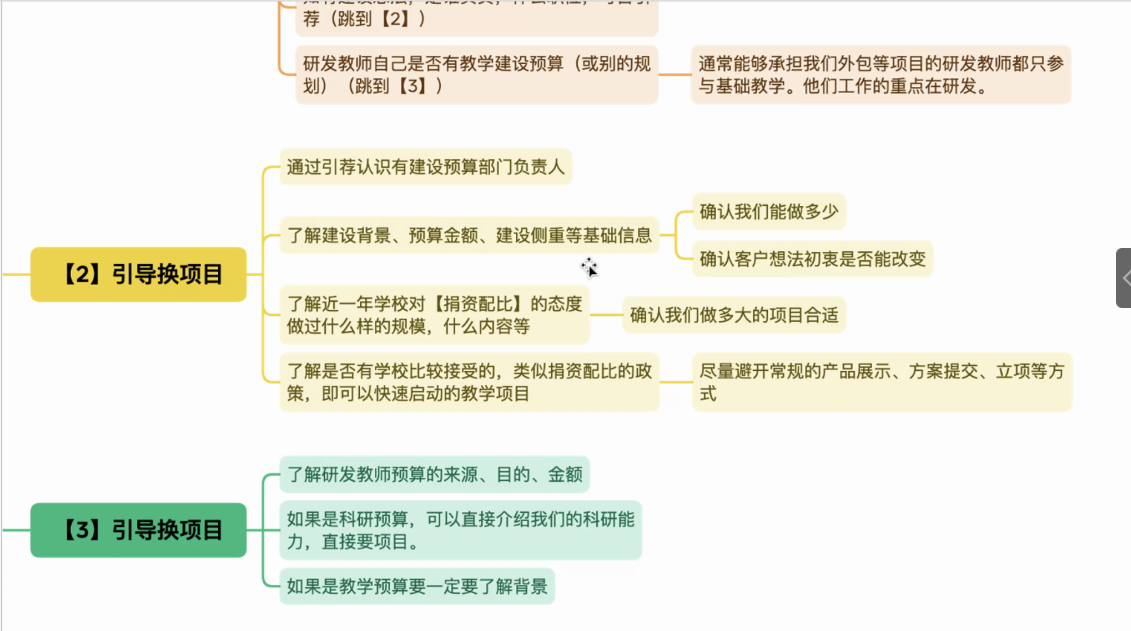 荐（跳到【2】）
研发教师自己是否有教学建设预算（或别的规
划）（跳到【3】）
通常能够承担我们外包等项目的研发教师都只参
与基础教学。他们工作的重点在研发。
【2】引导换项目
通过引荐认识有建设预算部门负责人
了解建设背景、预算金额、建设侧重等基础信息
确认我们能做多少
确认客户想法初衷是否能改变
了解近一年学校对【捐资配比】的态度
做过什么样的规模，什么内容等
确认我们做多大的项目合适
了解是否有学校比较接受的，类似捐资配比的政
策，即可以快速启动的教学项目
尽量避开常规的产品展示、方案提交、立项等方
式
【3】引导换项目
了解研发教师预算的来源、目的、金额
如果是科研预算，可以直接介绍我们的科研能
力，直接要项目。
如果是教学预算要一定要了解背景